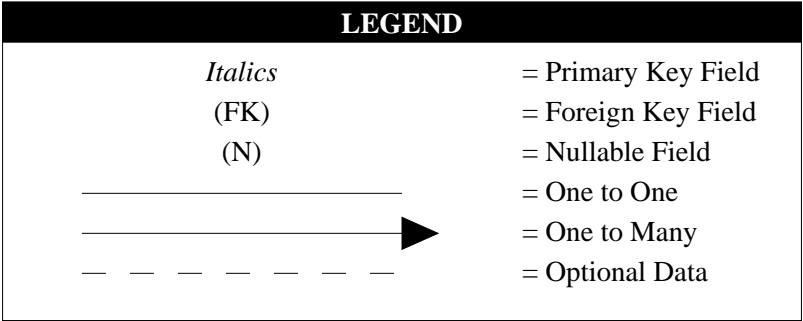 LEGEND
Italics = Primary Key Field
(FK) = Foreign Key Field
(N) = Nullable Field
= One to One
= One to Many
= Optional Data